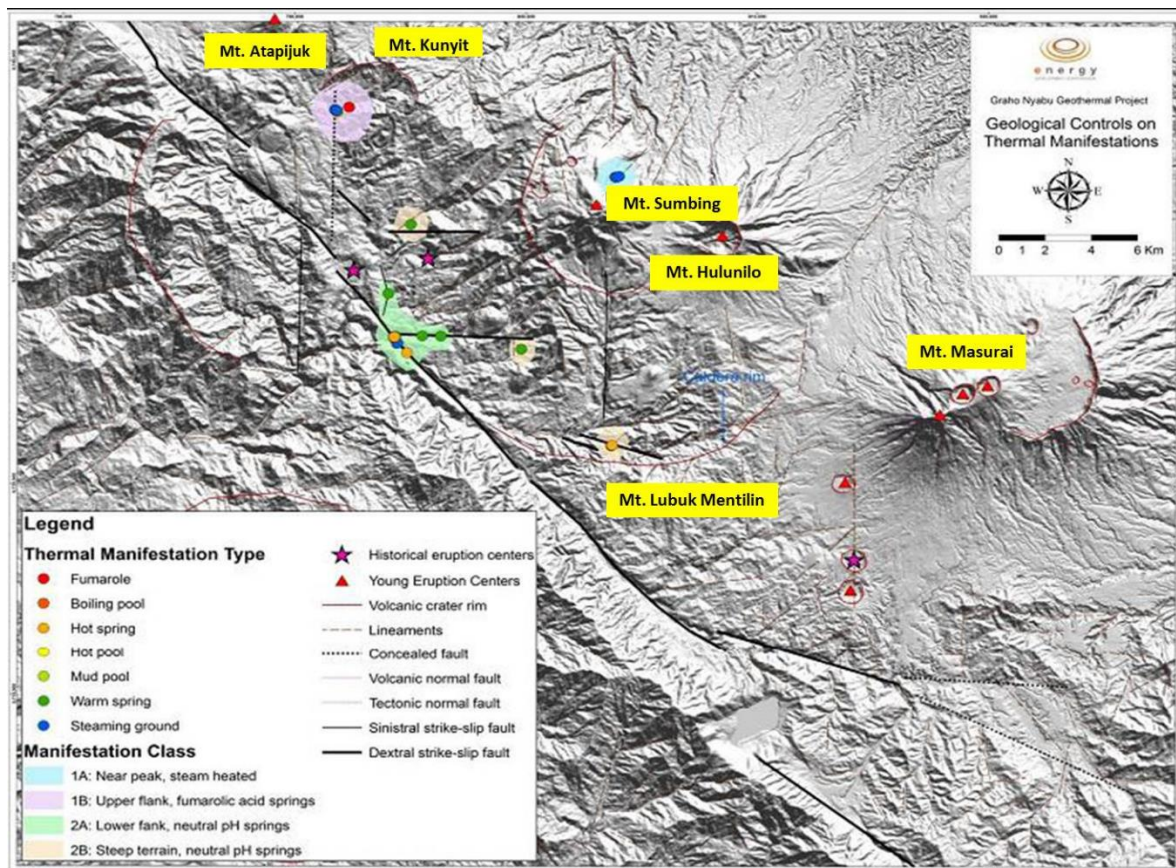 Mt. Atapijuk
Mt. Kunyit
energy
Graho Nyabu Geothermal Project
Geological Controls on
Thermal Manifestations
N
W
E
S
0 1 2 4 6 Km
Mt. Sumbing
Mt. Hulunilo
Mt. Masurai
Caldera rim
Mt. Lubuk Mentilin
Legend
Thermal Manifestation Type
Fumarole
Boiling pool
Hot spring
Hot pool
Mud pool
Warm spring
Steaming ground
Manifestation Class
1A: Near peak, steam heated
1B: Upper flank, fumarolic acid springs
2A: Lower fank, neutral pH springs
2B: Steep terrain, neutral pH springs
Historical eruption centers
Young Eruption Centers
Volcanic crater rim
Lineaments
Concealed fault
Volcanic normal fault
Tectonic normal fault
Sinistral strike-slip fault
Dextral strike-slip fault